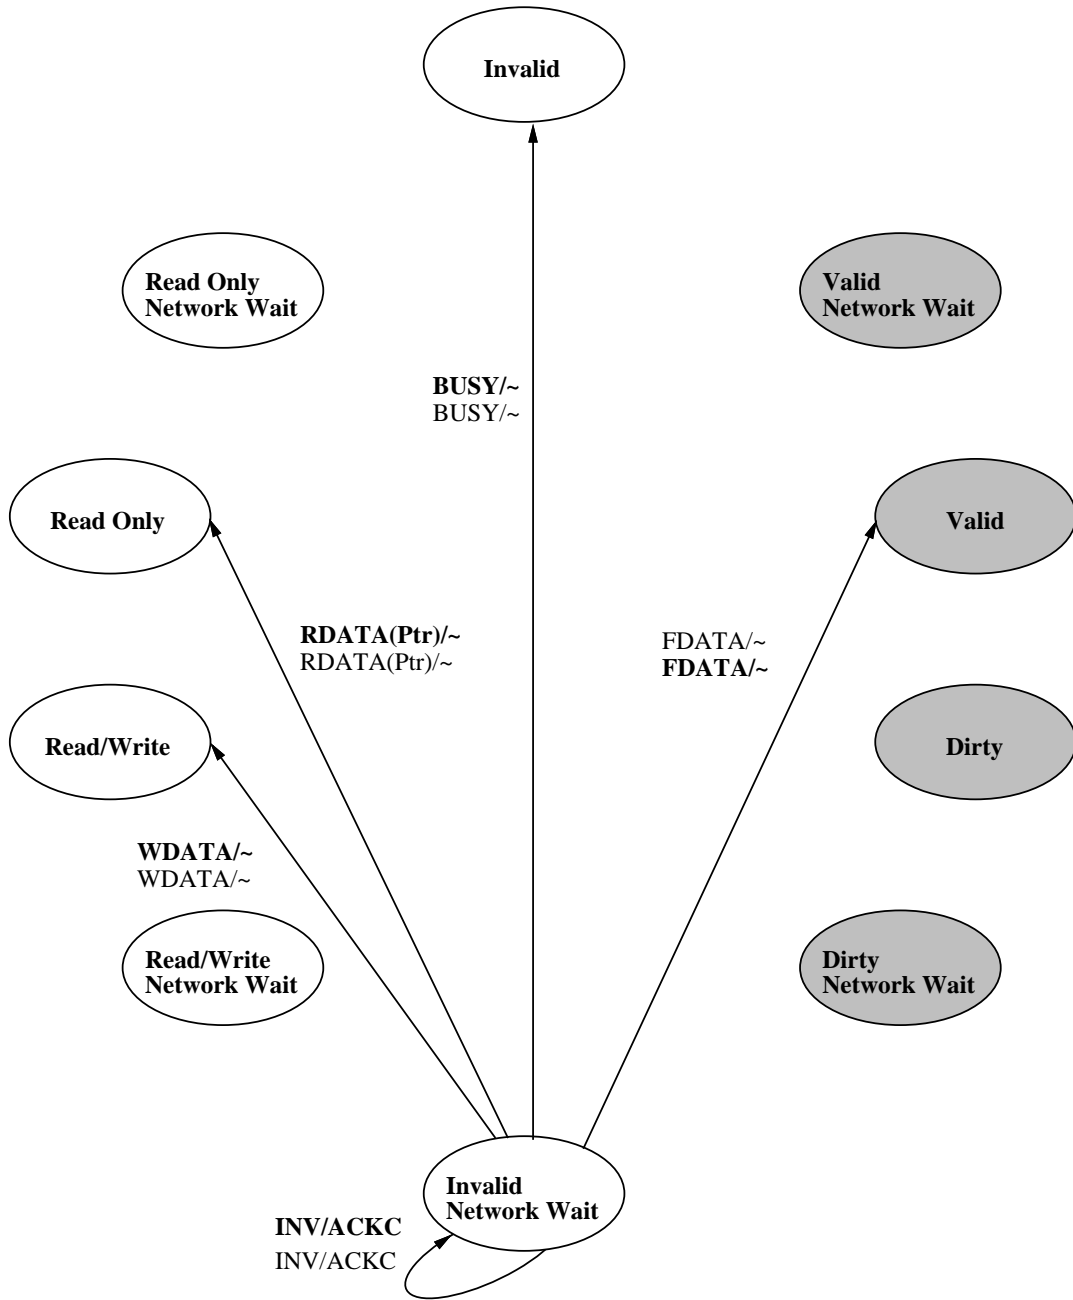 Invalid
Read Only
Network Wait
Valid
Network Wait
BUSY/~
BUSY/~
Read Only
Valid
RDATA(Ptr)/~
RDATA(Ptr)/~
FDATA/~
FDATA/~
Read/Write
Dirty
WDATA/~
WDATA/~
Read/Write
Network Wait
Dirty
Network Wait
Invalid
Network Wait
INV/ACKC
INV/ACKC